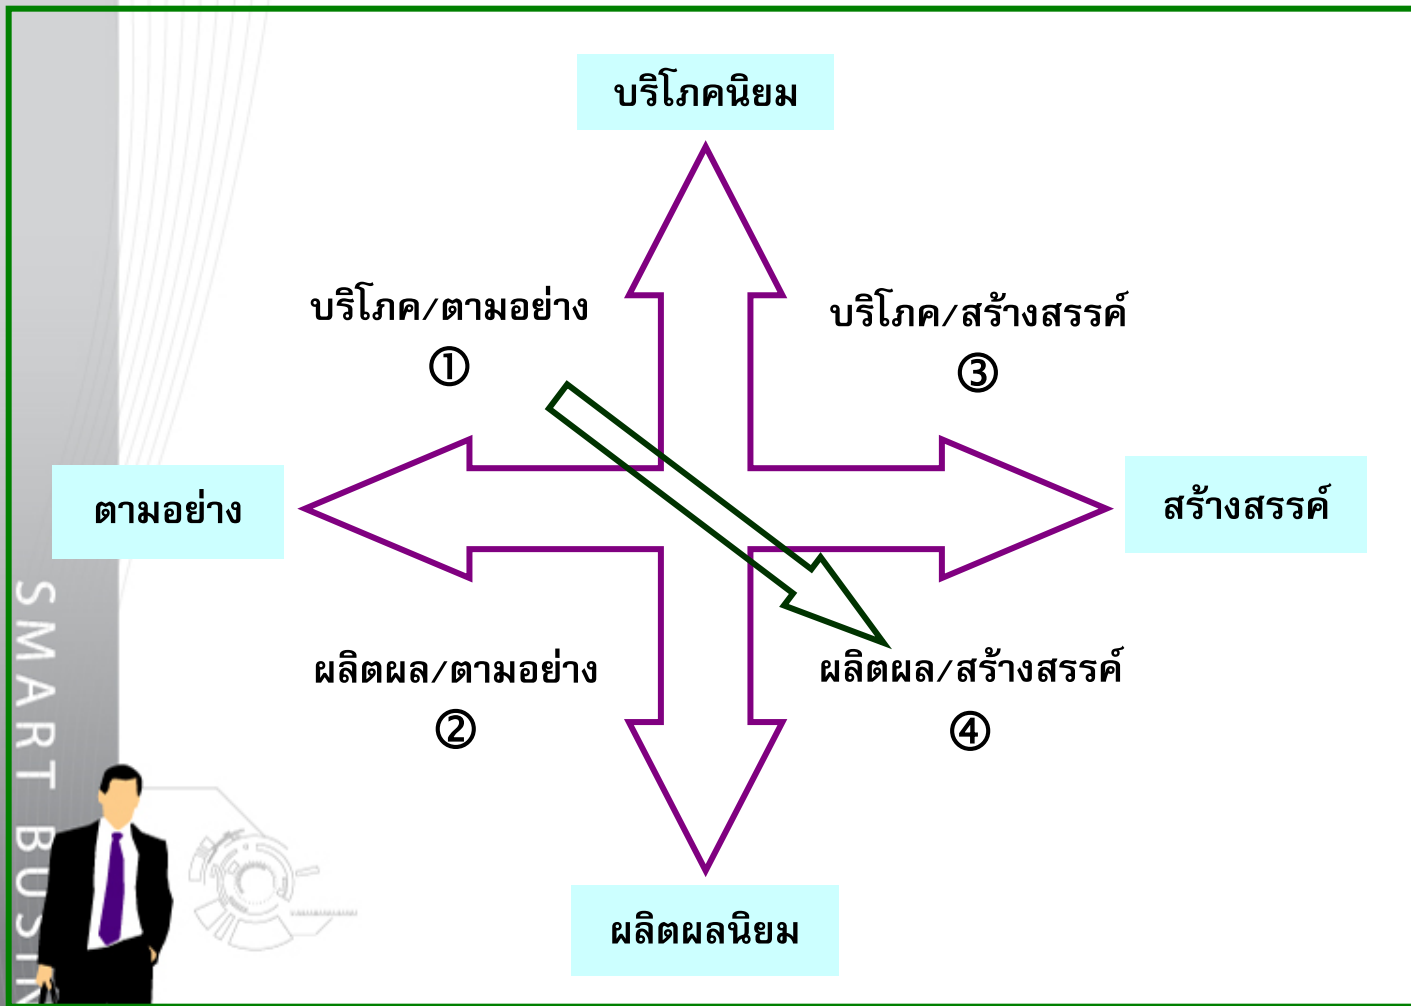 บริโภคนิยม
บริโภค/ตามอย่าง
①
บริโภค/สร้างสรรค์
③
ตามอย่าง
สร้างสรรค์
ผลิตผล/ตามอย่าง
②
ผลิตผล/สร้างสรรค์
④
ผลิตผลนิยม
SMART BUSIN